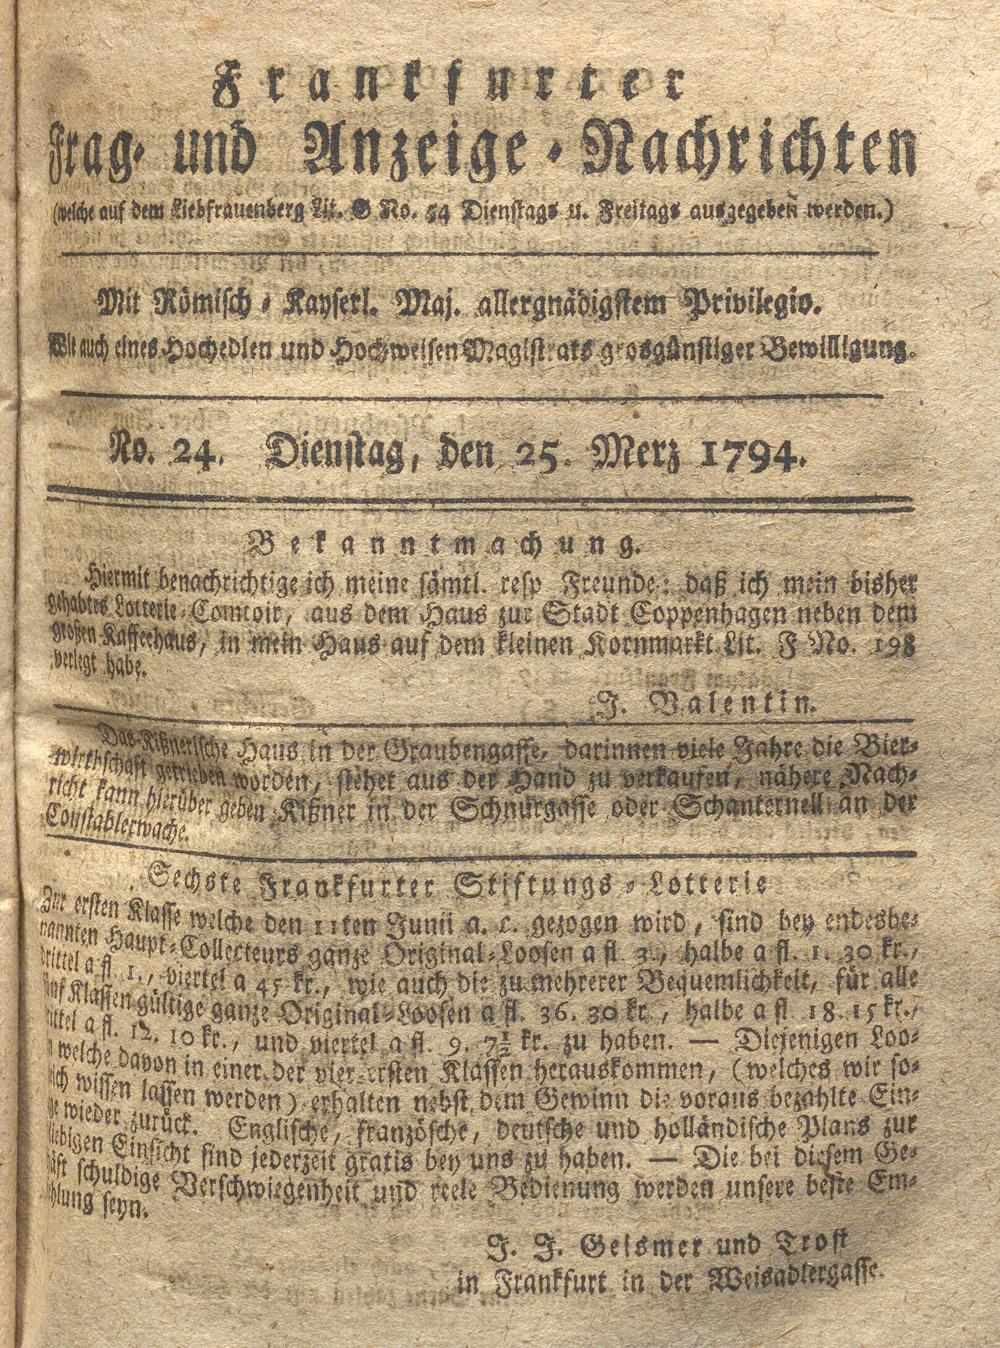 Frankfurter
Frag- und Anzeige-Nachrichten
(welche auf dem Liebfrauenberg Lit. G No. 54 Dienstags u. Freitags ausgegeben werden.)
Mit Römisch-Kayserl. Maj. allergnädigstem Privilegio.
Wie auch eines Hochedlen und Hochweisen Magistrats grosgünstiger Bewilligung.
No. 24. Dienstag, den 25. Merz 1794.
Bekanntmachung.
Hiermit benachrichtige ich meine sämtl. resp Freunde: daß ich mein bisher
gehabtes Lotterie-Comtoir, aus dem Haus zur Stadt Coppenhagen neben dem
großen Kaffeehaus, in mein Haus auf dem kleinen Kornmarkt Lit. F No. 198
verlegt habe.
J. Valentin.
Das Kißnerische Haus in der Graubengasse, darinnen viele Jahre die Bier-
wirthschaft getrieben worden, stehet aus der Hand zu verkaufen, nähere Nach-
richt kann hierüber geben Kißner in der Schnurgasse oder Schanternell an der
Constablerwache.
Sechste Frankfurter Stiftungs-Lotterie
Zur ersten Klasse welche den 11ten Junii a. c. gezogen wird, sind bey endesbe-
nannten Haupt-Collecteurs ganze Original-Loosen a fl. 3., halbe a fl. 1. 30 kr.,
drittel a fl. 1., viertel a 45 kr., wie auch die zu mehrerer Bequemlichkeit, für alle
fünf Klassen gültige ganze Original-Loosen a fl. 36. 30 kr., halbe a fl. 18. 15 kr.,
drittel a fl. 12. 10 kr., und viertel a fl. 9. 7½ kr. zu haben. — Diejenigen Loo-
welche davon in einer der vier ersten Klassen herauskommen, (welches wir so-
wissen lassen werden) erhalten nebst dem Gewinn die voraus bezahlte Ein-
wieder zurück. Englische, französche, deutsche und holländische Plans zur
beliebigen Einsicht sind jederzeit gratis bey uns zu haben. — Die bei diesem Ge-
schäft schuldige Verschwiegenheit und reele Bedienung werden unsere beste Em-
pfehlung seyn.
J. J. Geismer und Trost
in Frankfurt in der Weisadlergasse.